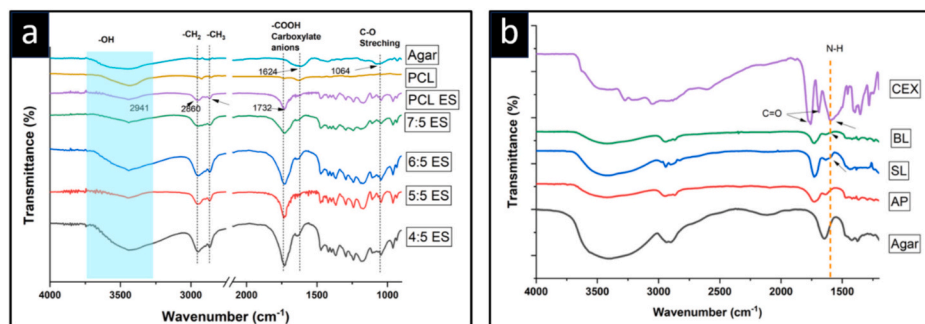 a
-OH
-CH2
-CH3
-COOH
Carboxylate
anions
C-O
Streching
Agar
1624
1064
PCL
2941
2860
1732
PCL ES
7:5 ES
6:5 ES
5:5 ES
4:5 ES
Transmittance (%)
4000
3500
3000
2000
1500
1000
Wavenumber (cm-1)
b
N-H
CEX
C=O
BL
SL
AP
Agar
Transmittance (%)
4000
3500
3000
2500
2000
1500
Wavenumber (cm-1)